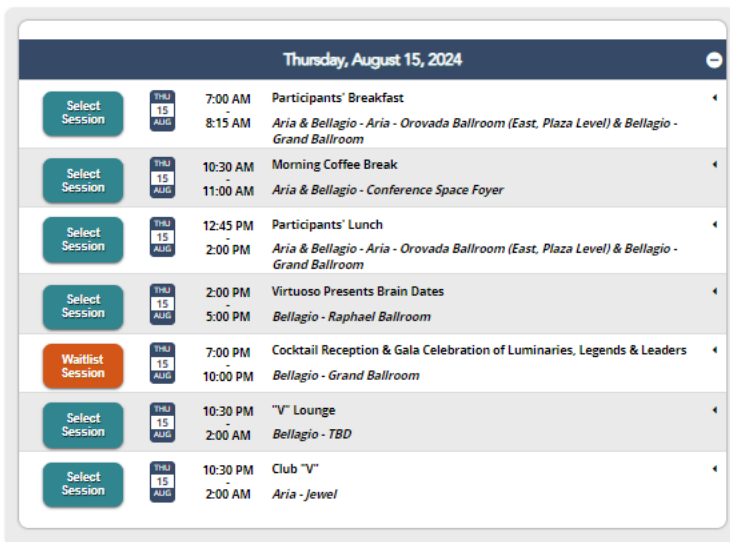 Thursday, August 15, 2024
Select
Session
THU
15
AUG
7:00 AM
-
8:15 AM
Participants' Breakfast
Aria & Bellagio - Aria - Orovada Ballroom (East, Plaza Level) & Bellagio -
Grand Ballroom
Select
Session
THU
15
AUG
10:30 AM
-
11:00 AM
Morning Coffee Break
Aria & Bellagio - Conference Space Foyer
Select
Session
THU
15
AUG
12:45 PM
-
2:00 PM
Participants' Lunch
Aria & Bellagio - Aria - Orovada Ballroom (East, Plaza Level) & Bellagio -
Grand Ballroom
Select
Session
THU
15
AUG
2:00 PM
-
5:00 PM
Virtuoso Presents Brain Dates
Bellagio - Raphael Ballroom
Waitlist
Session
THU
15
AUG
7:00 PM
-
10:00 PM
Cocktail Reception & Gala Celebration of Luminaries, Legends & Leaders
Bellagio - Grand Ballroom
Select
Session
THU
15
AUG
10:30 PM
-
2:00 AM
"V" Lounge
Bellagio - TBD
Select
Session
THU
15
AUG
10:30 PM
-
2:00 AM
Club "V"
Aria - Jewel